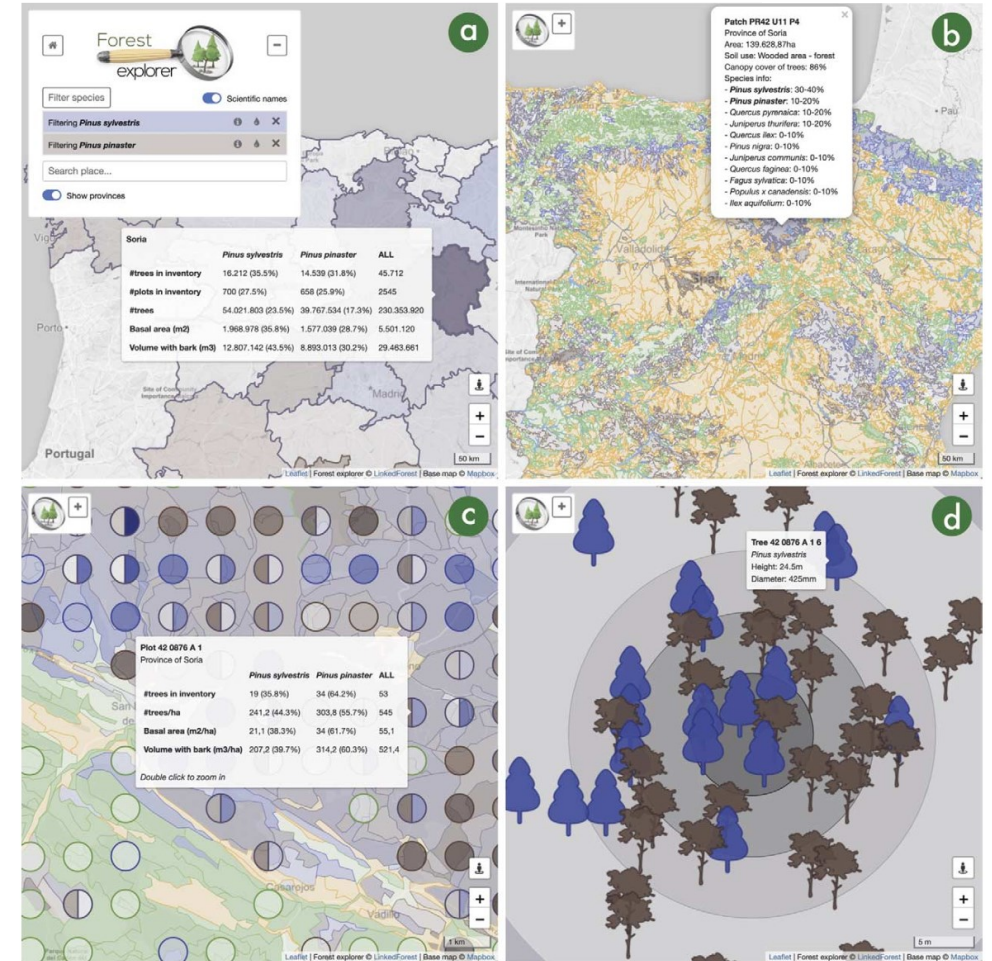 a
Forest
explorer
Filter species
Scientific names
Filtering Pinus sylvestris
Filtering Pinus pinaster
Search place...
Show provinces
Soria
Pinus sylvestris Pinus pinaster ALL
#trees in inventory 16.212 (35.5%) 14.539 (31.8%) 45.712
#plots in inventory 700 (27.5%) 658 (25.9%) 2545
#trees 54.021.803 (23.5%) 39.767.534 (17.3%) 230.353.920
Basal area (m2) 1.968.978 (35.8%) 1.577.039 (28.7%) 5.501.120
Volume with bark (m3) 12.807.142 (43.5%) 8.893.013 (30.2%) 29.463.661
Porto
Site of Community
Importance
Madrid
Portugal
+
−
50 km
Leaflet | Forest explorer © LinkedForest | Base map © Mapbox
b
+
Patch PR42 U11 P4
Province of Soria
Area: 139.628,87ha
Soil use: Wooded area - forest
Canopy cover of trees: 86%
Species info:
- Pinus sylvestris: 30-40%
- Pinus pinaster: 10-20%
- Quercus pyrenaica: 10-20%
- Juniperus thurifera: 10-20%
- Quercus ilex: 0-10%
- Pinus nigra: 0-10%
- Juniperus communis: 0-10%
- Quercus faginea: 0-10%
- Fagus sylvatica: 0-10%
- Populus x canadensis: 0-10%
- Ilex aquifolium: 0-10%
Pau
Park
Valladolid
Spain
+
−
50 km
Leaflet | Forest explorer © LinkedForest | Base map © Mapbox
c
+
Plot 42 0876 A 1
Province of Soria
Pinus sylvestris Pinus pinaster ALL
#trees in inventory 19 (35.8%) 34 (64.2%) 53
#trees/ha 241,2 (44.3%) 303,8 (55.7%) 545
Basal area (m2/ha) 21,1 (38.3%) 34 (61.7%) 55,1
Volume with bark (m3/ha) 207,2 (39.7%) 314,2 (60.3%) 521,4
Double click to zoom in
San
de
Casarejos
Vadillo
+
−
1 km
Leaflet | Forest explorer © LinkedForest | Base map © Mapbox
d
+
Tree 42 0876 A 1 6
Pinus sylvestris
Height: 24.5m
Diameter: 425mm
+
−
5 m
Leaflet | Forest explorer © LinkedForest | Base map © Mapbox